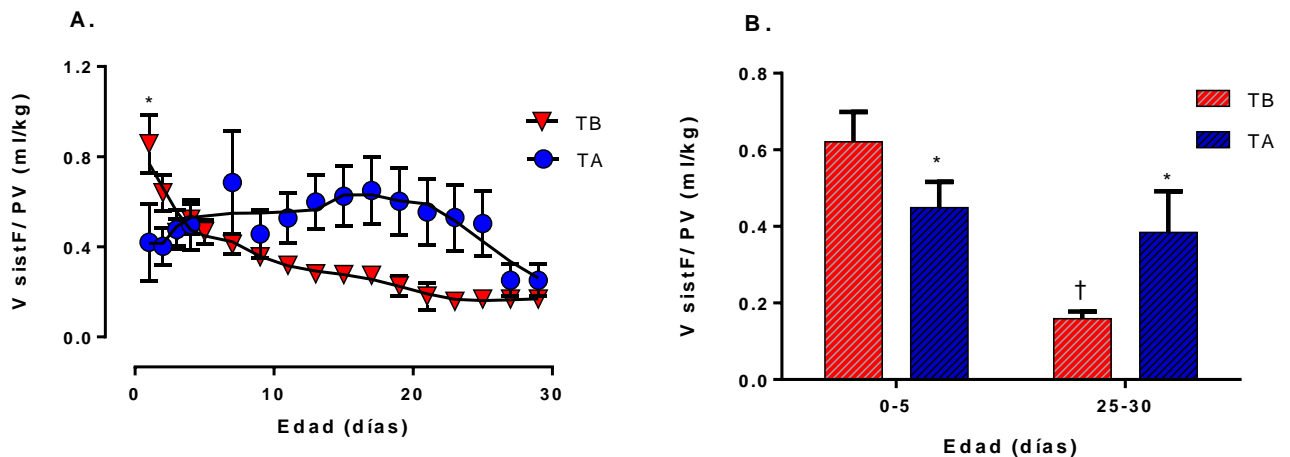 A.
V sistF/ PV (ml/kg)
1.2
0.8
0.4
0.0
*
TB
TA
0
10
20
30
Edad (días)
B.
V sistF/ PV (ml/kg)
0.8
0.6
0.4
0.2
0.0
*
†
*
TB
TA
0-5
25-30
Edad (días)